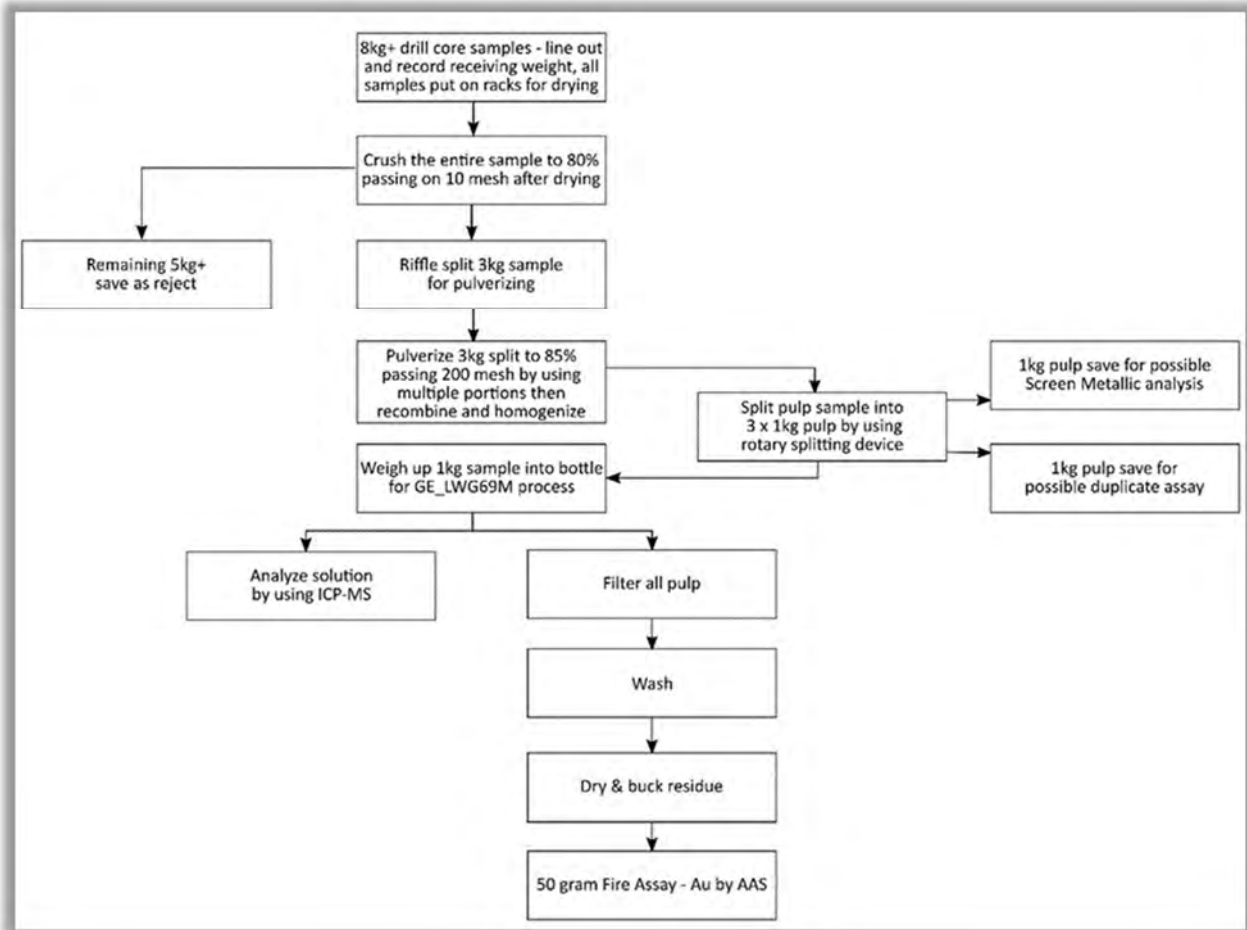 8kg+ drill core samples - line out
and record receiving weight, all
samples put on racks for drying
Crush the entire sample to 80%
passing on 10 mesh after drying
Remaining 5kg+
save as reject
Riffle split 3kg sample
for pulverizing
Pulverize 3kg split to 85%
passing 200 mesh by using
multiple portions then
recombine and homogenize
Split pulp sample into
3 x 1kg pulp by using
rotary splitting device
1kg pulp save for possible
Screen Metallic analysis
1kg pulp save for
possible duplicate assay
Weigh up 1kg sample into bottle
for GE_LWG69M process
Analyze solution
by using ICP-MS
Filter all pulp
Wash
Dry & buck residue
50 gram Fire Assay - Au by AAS